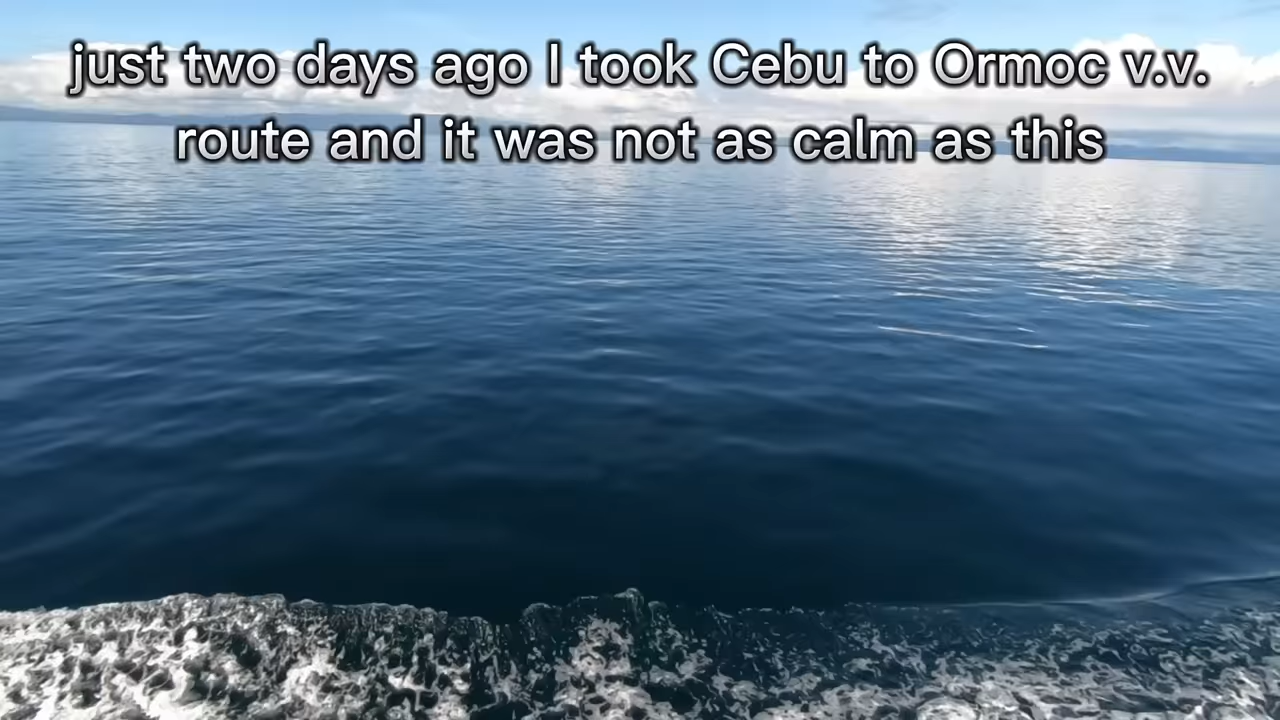 just two days ago I took Cebu to Ormoc v.v.
route and it was not as calm as this